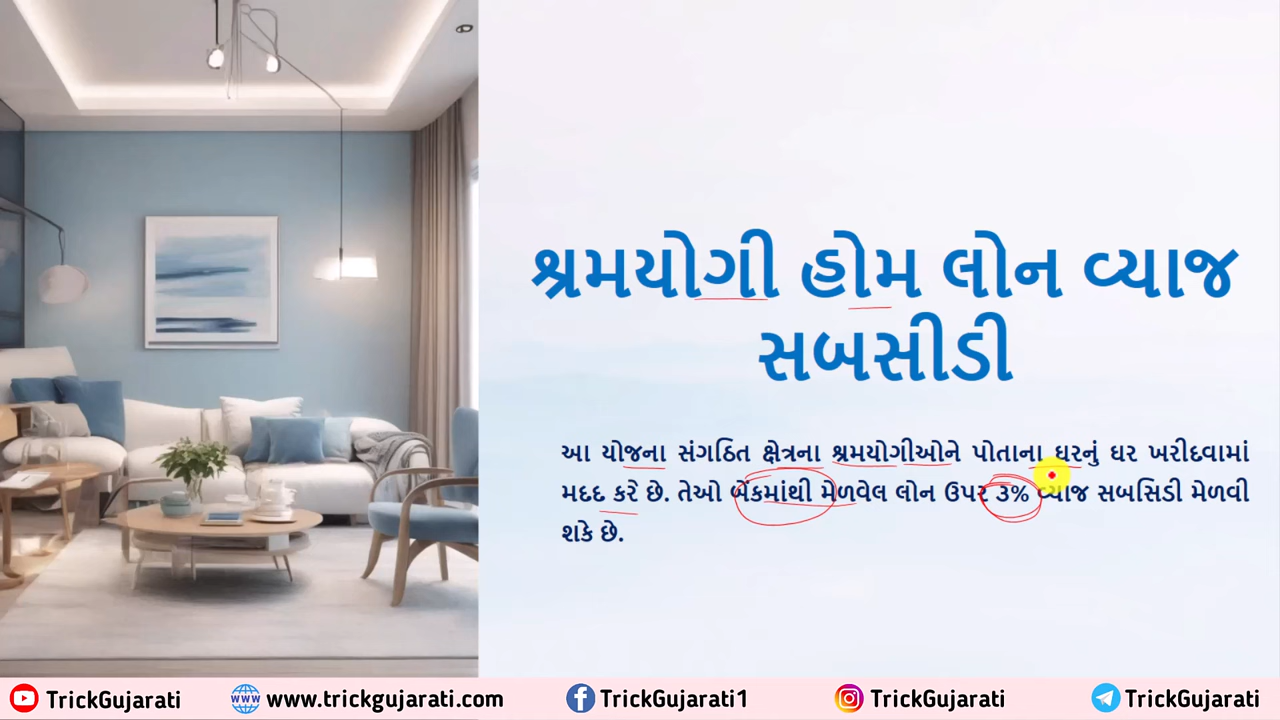 શ્રમયોગી હોમ લોન વ્યાજ
સબસીડી
આ યોજના સંગઠિત ક્ષેત્રના શ્રમયોગીઓને પોતાના ઘરનું ઘર ખરીદવામાં
મદદ કરે છે. તેઓ બેંકમાંથી મેળવેલ લોન ઉપર 3% વ્યાજ સબસિડી મેળવી
શકે છે.
TrickGujarati www www.trickgujarati.com TrickGujarati1 TrickGujarati TrickGujarati